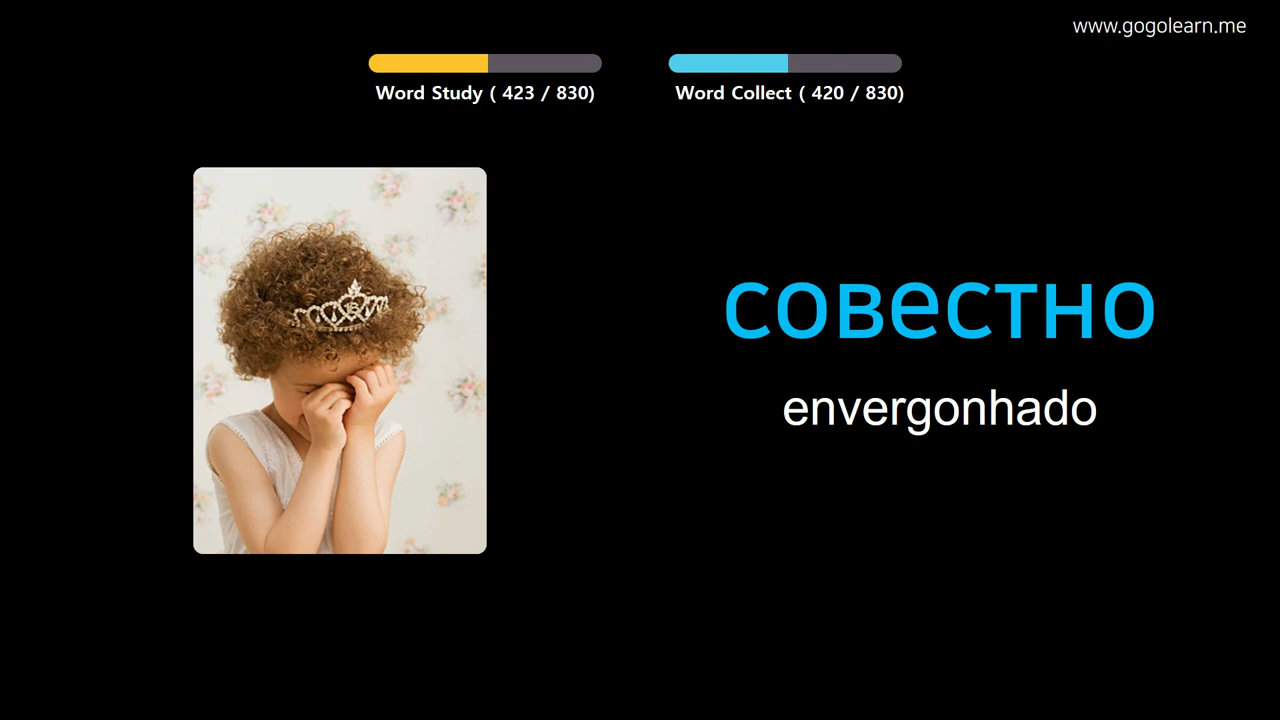 www.gogolearn.me
Word Study ( 423 / 830)
Word Collect ( 420 / 830)
совестно
envergonhado